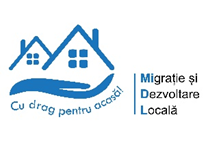 Cu drag pentru acasă!
Migrație și
Dezvoltare
Locală